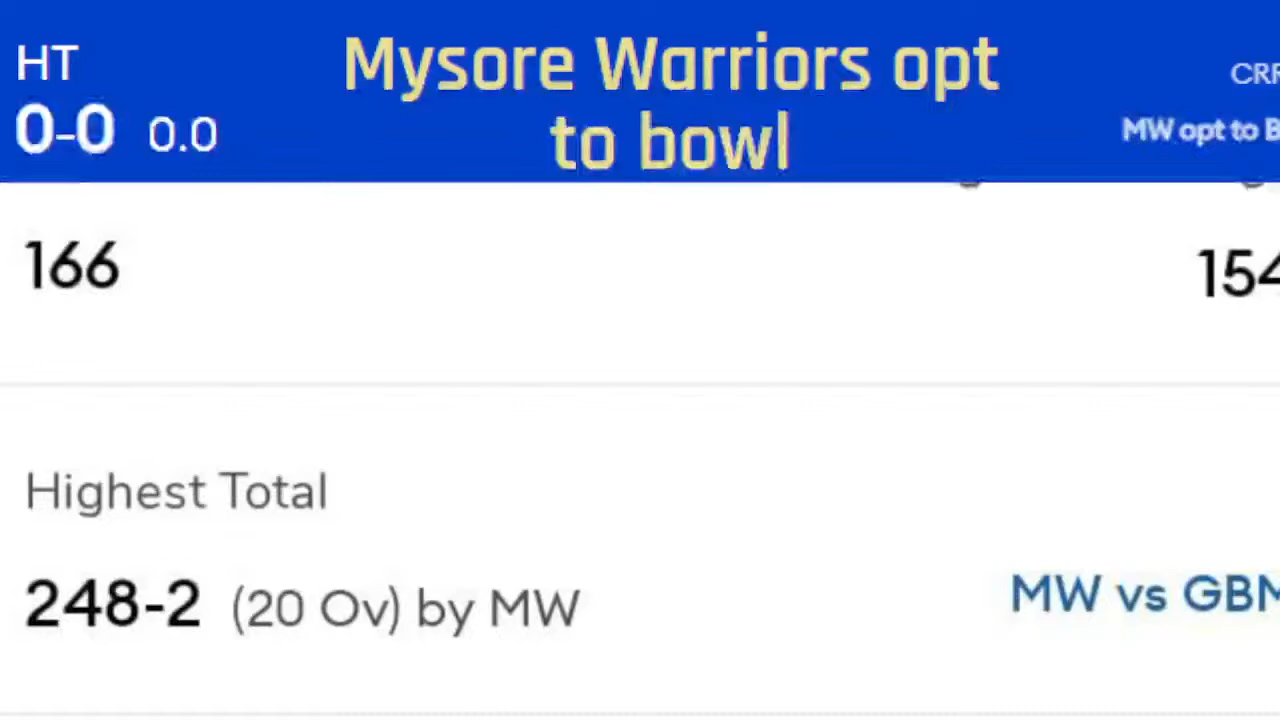 HT
Mysore Warriors opt
to bowl
0-0 0.0
MW opt to
166
Highest Total
248-2 (20 Ov) by MW
MW vs